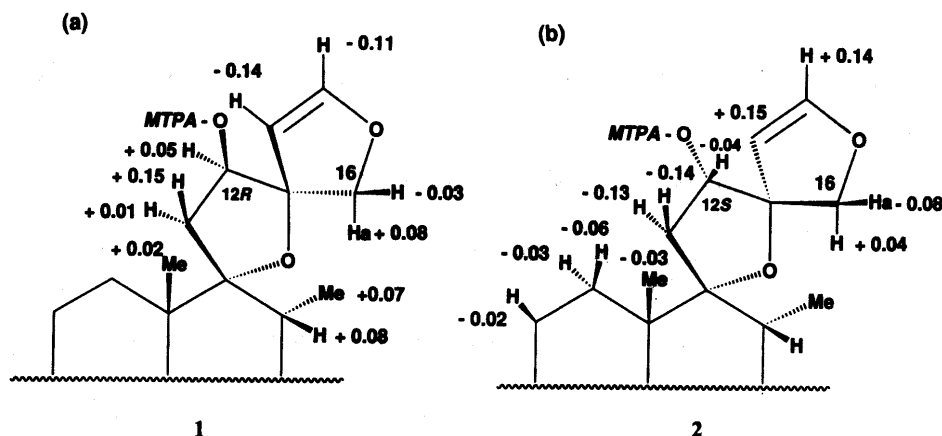 (a)
(b)
H - 0.11
H + 0.14
- 0.14
H
O
+ 0.15
O
MTPA - O
MTPA - O
- 0.04
H
+ 0.05 H
16
16
+ 0.15
H
12R
H - 0.03
- 0.14
12S
Ha - 0.08
- 0.13
H
H
+ 0.01 H
Ha + 0.08
H + 0.04
- 0.06
+ 0.02
Me
O
- 0.03
H
H
- 0.03
Me
O
Me +0.07
H
Me
H + 0.08
- 0.02
H
1
2